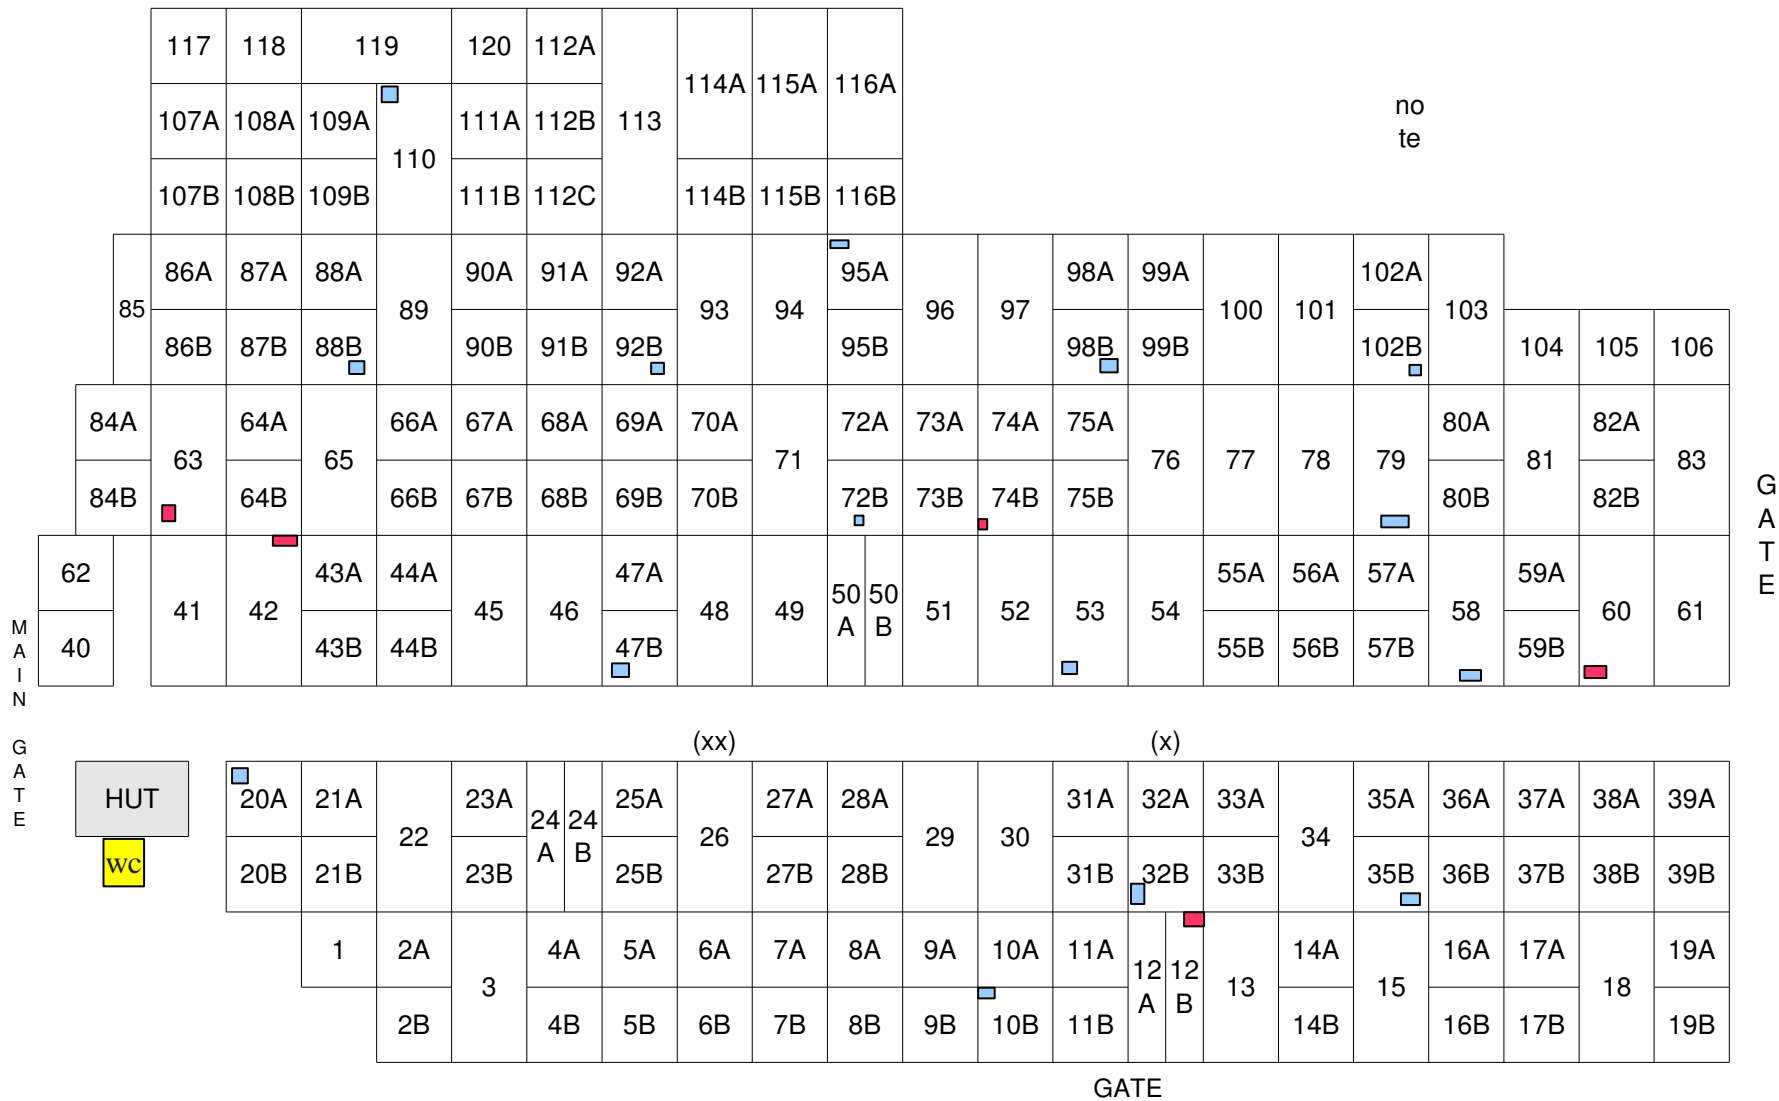 117 118 119 120 112A
114A 115A 116A
107A 108A 109A 111A 112B 113
no
te
110
107B 108B 109B 111B 112C 114B 115B 116B
86A 87A 88A 90A 91A 92A 95A 98A 99A 102A
85 89 93 94 96 97 100 101 103
86B 87B 88B 90B 91B 92B 95B 98B 99B 102B 104 105 106
84A 64A 66A 67A 68A 69A 70A 72A 73A 74A 75A 80A 82A
63 65 71 76 77 78 79 81 83
84B 64B 66B 67B 68B 69B 70B 72B 73B 74B 75B 80B 82B
G
A
T
E
62 43A 44A 47A 55A 56A 57A 59A
41 42 45 46 48 49 50 A 50 B 51 52 53 54 58 60 61
40 43B 44B 47B 55B 56B 57B 59B
M
A
I
N
G
A
T
E
(xx) (x)
HUT 20A 21A 23A 25A 27A 28A 31A 32A 33A 35A 36A 37A 38A 39A
22 24 A 24 B 26 29 30 34
wc 20B 21B 23B 25B 27B 28B 31B 32B 33B 35B 36B 37B 38B 39B
1 2A 4A 5A 6A 7A 8A 9A 10A 11A 14A 16A 17A 19A
3 12 A 12 B 13 15 18
2B 4B 5B 6B 7B 8B 9B 10B 11B 14B 16B 17B 19B
GATE